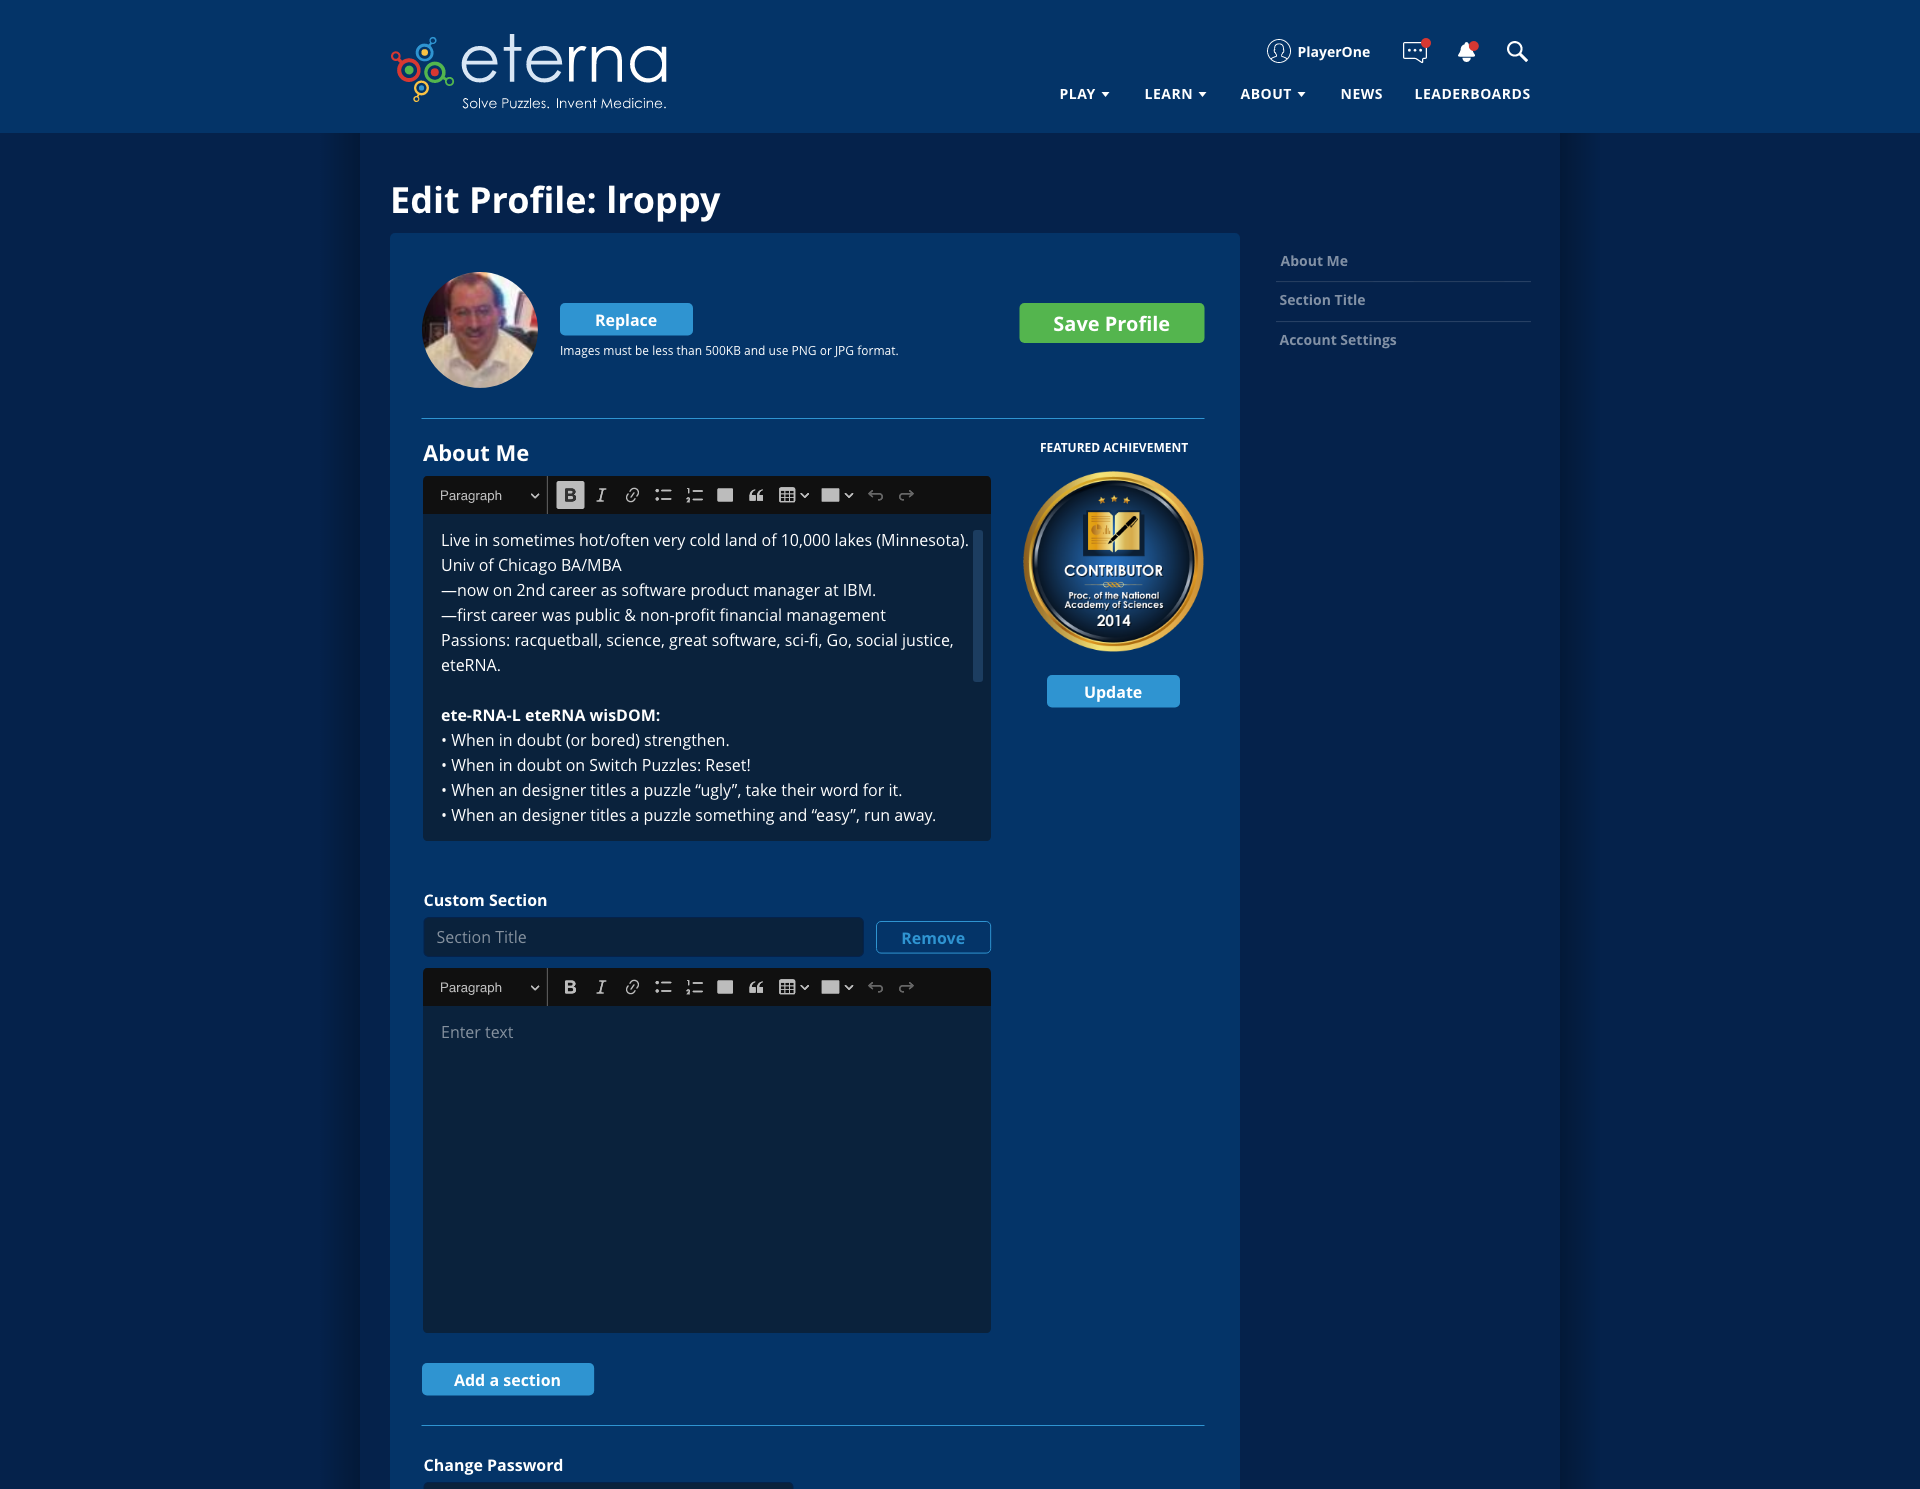 eterna
Solve Puzzles. Invent Medicine.
PlayerOne
PLAY
LEARN
ABOUT
NEWS
LEADERBOARDS
Edit Profile: lroppy
Replace
Images must be less than 500KB and use PNG or JPG format.
Save Profile
About Me
Section Title
Account Settings
About Me
Paragraph
B I
Live in sometimes hot/often very cold land of 10,000 lakes (Minnesota).
Univ of Chicago BA/MBA
—now on 2nd career as software product manager at IBM.
—first career was public & non-profit financial management
Passions: racquetball, science, great software, sci-fi, Go, social justice,
eteRNA.
ete-RNA-L eteRNA wisDOM:
• When in doubt (or bored) strengthen.
• When in doubt on Switch Puzzles: Reset!
• When an designer titles a puzzle “ugly”, take their word for it.
• When an designer titles a puzzle something and “easy”, run away.
FEATURED ACHIEVEMENT
CONTRIBUTOR
Proc. of the National
Academy of Sciences
2014
Update
Custom Section
Section Title
Remove
Paragraph
B I
Enter text
Add a section
Change Password